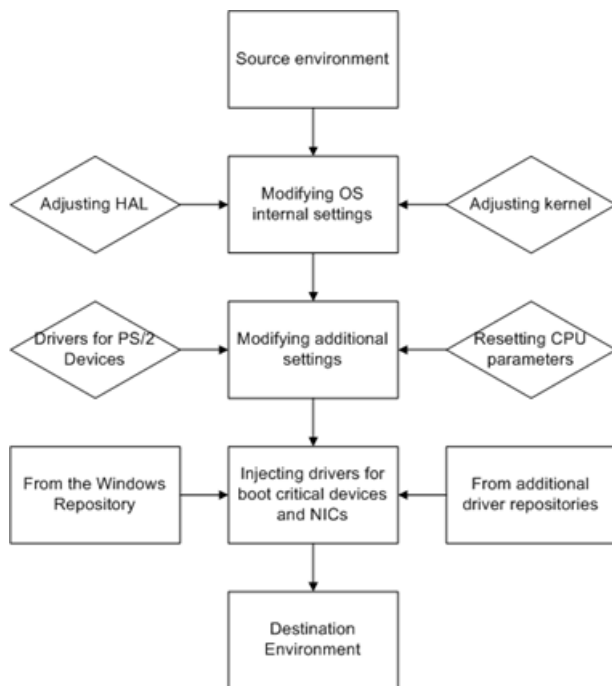 Source environment
Adjusting HAL
Modifying OS
internal settings
Adjusting kernel
Drivers for PS/2
Devices
Modifying additional
settings
Resetting CPU
parameters
From the Windows
Repository
Injecting drivers for
boot critical devices
and NICs
From additional
driver repositories
Destination
Environment